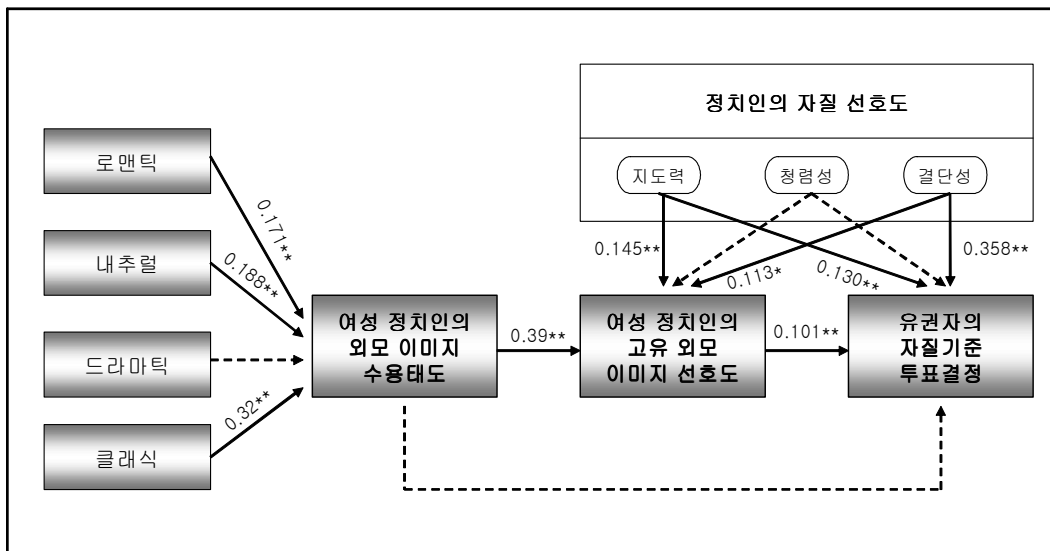 정치인의 자질 선호도
로맨틱
지도력
청렴성
결단성
내추럴
0.171**
0.188**
0.145**
0.113*
0.130**
0.358**
드라마틱
여성 정치인의
외모 이미지
수용태도
0.39**
여성 정치인의
고유 외모
이미지 선호도
0.101**
유권자의
자질기준
투표결정
0.32**
클래식